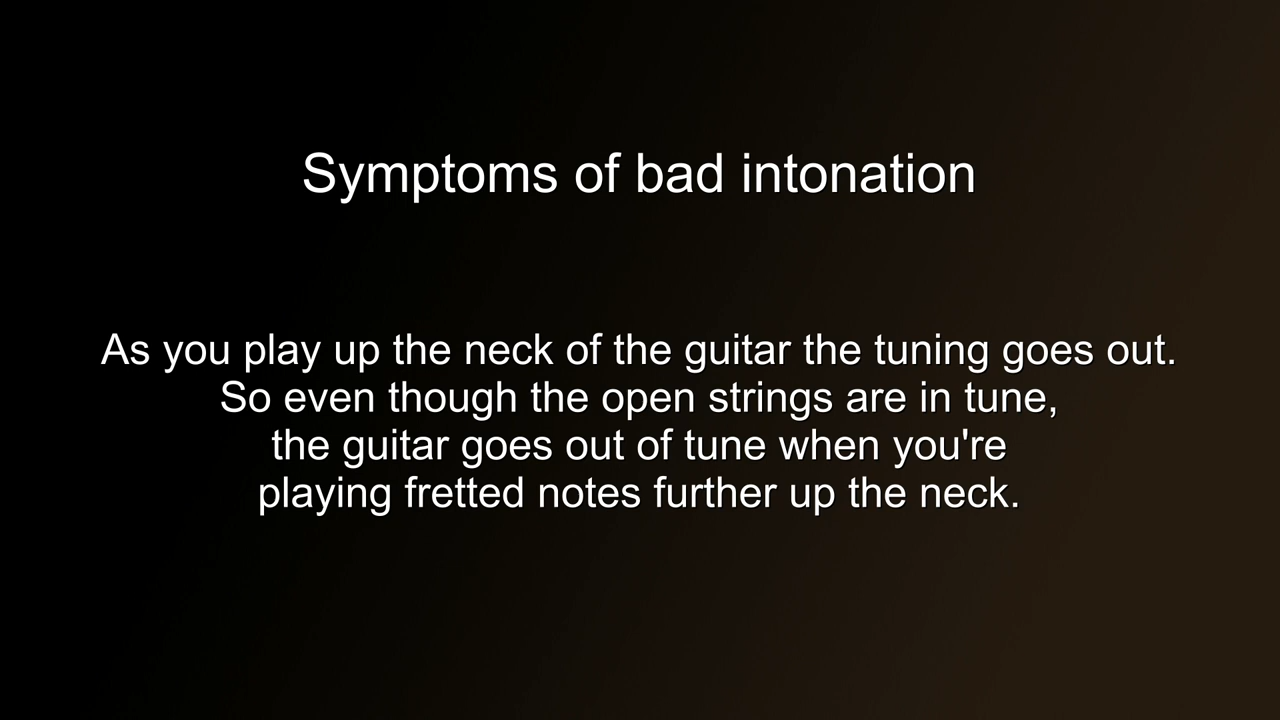 Symptoms of bad intonation
As you play up the neck of the guitar the tuning goes out.
So even though the open strings are in tune,
the guitar goes out of tune when you're
playing fretted notes further up the neck.